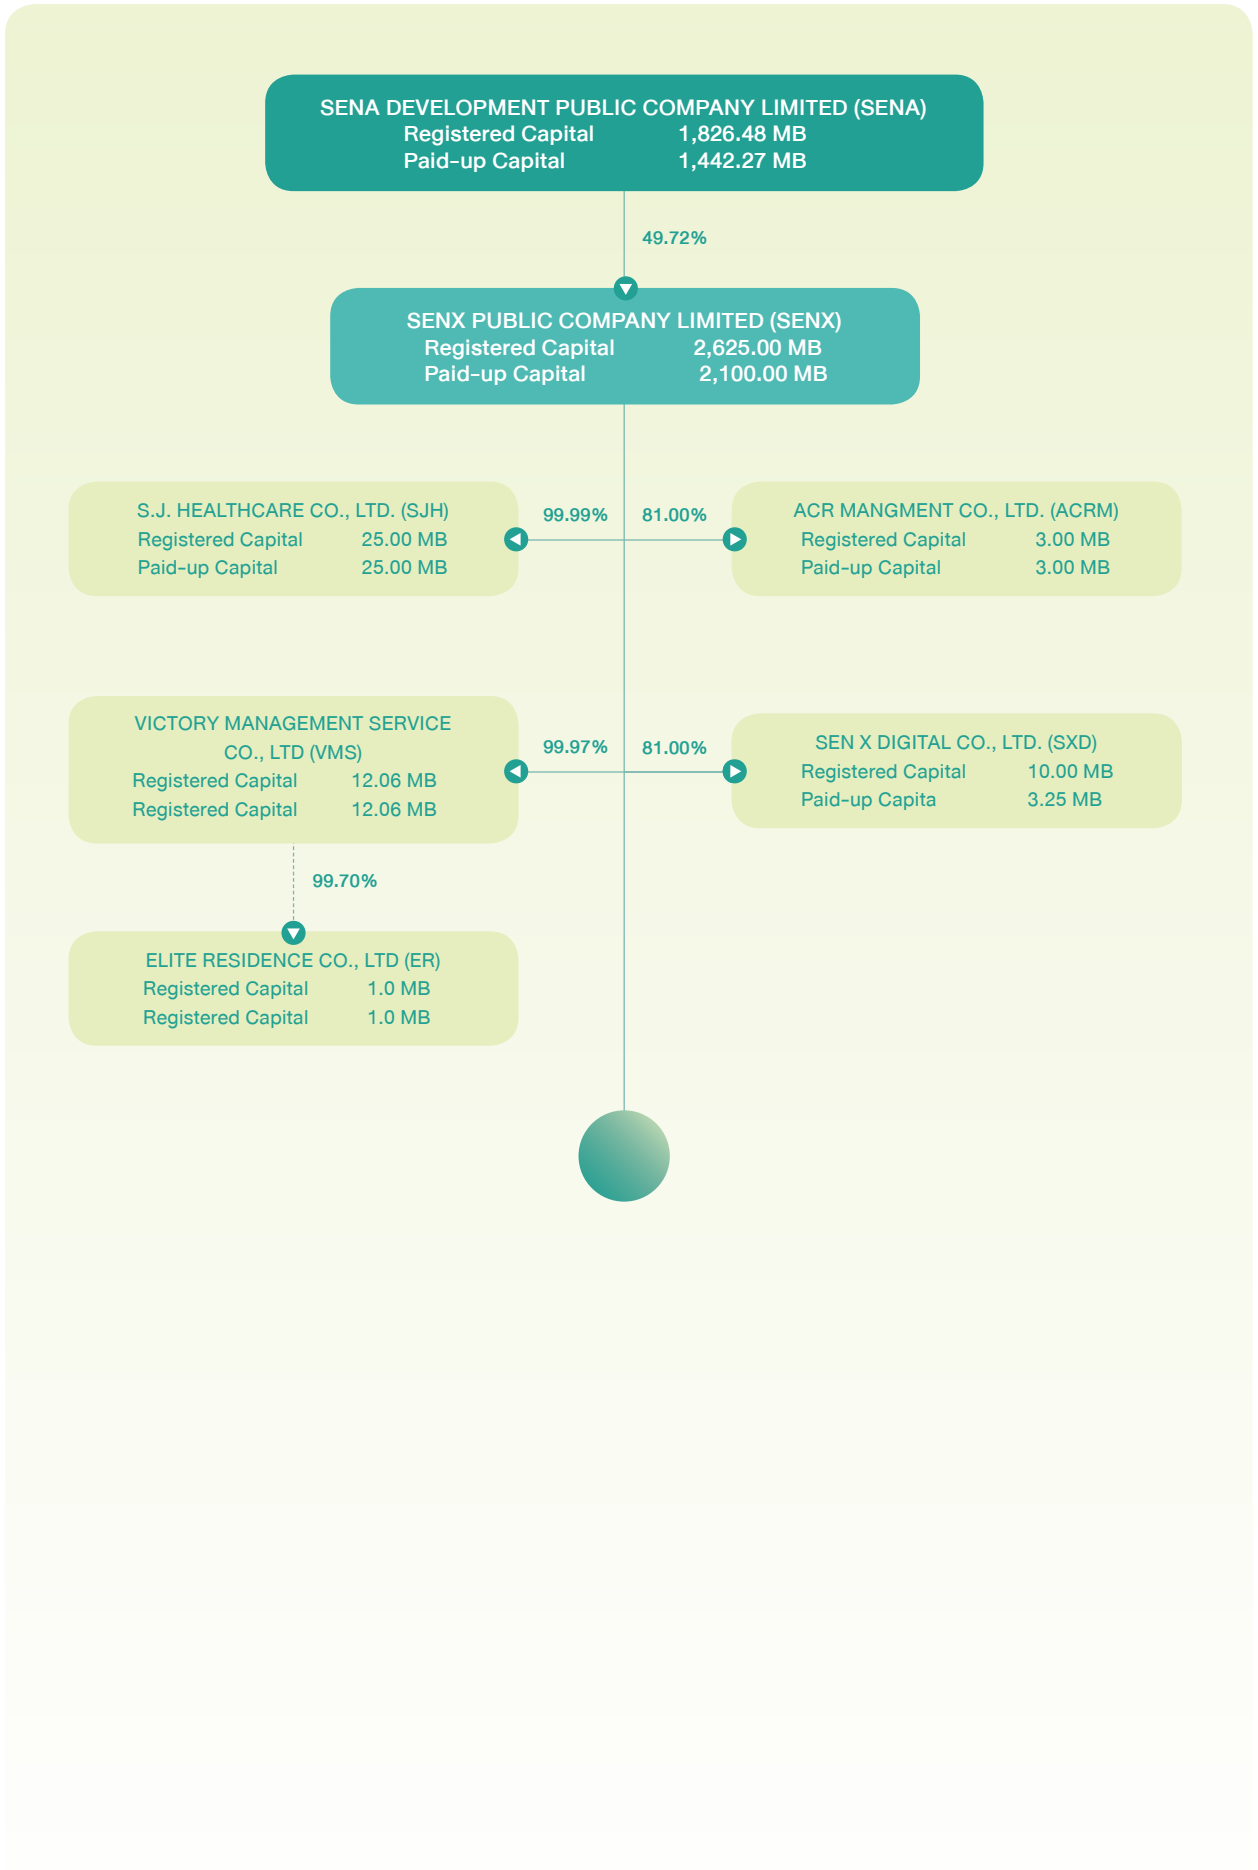 SENA DEVELOPMENT PUBLIC COMPANY LIMITED (SENA)
Registered Capital 1,826.48 MB
Paid-up Capital 1,442.27 MB
49.72%
SENX PUBLIC COMPANY LIMITED (SENX)
Registered Capital 2,625.00 MB
Paid-up Capital 2,100.00 MB
S.J. HEALTHCARE CO., LTD. (SJH)
Registered Capital 25.00 MB
Paid-up Capital 25.00 MB
99.99%
81.00%
ACR MANGMENT CO., LTD. (ACRM)
Registered Capital 3.00 MB
Paid-up Capital 3.00 MB
VICTORY MANAGEMENT SERVICE
CO., LTD (VMS)
Registered Capital 12.06 MB
Registered Capital 12.06 MB
99.97%
81.00%
SEN X DIGITAL CO., LTD. (SXD)
Registered Capital 10.00 MB
Paid-up Capita 3.25 MB
99.70%
ELITE RESIDENCE CO., LTD (ER)
Registered Capital 1.0 MB
Registered Capital 1.0 MB